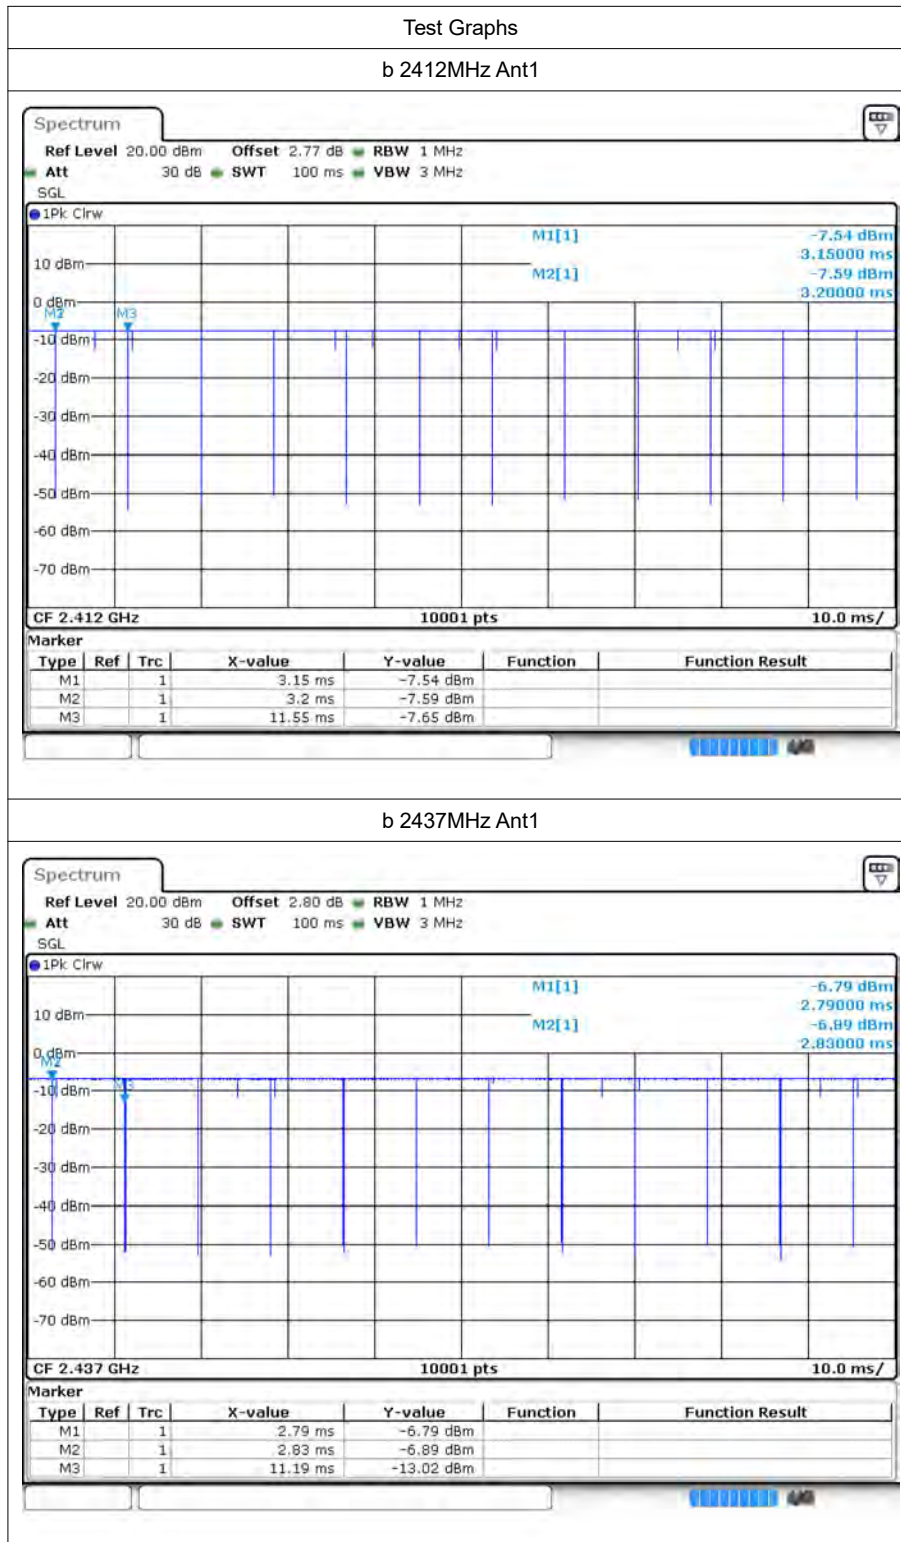 Test Graphs
b 2412MHz Ant1
Spectrum
Ref Level 20.00 dBm Offset 2.77 dB RBW 1 MHz
Att 30 dB SWT 100 ms VBW 3 MHz
SGL
1Pk Clrw
M1[1] -7.54 dBm
3.15000 ms
10 dBm
M2[1] -7.59 dBm
3.20000 ms
0 dBm
M2 M3
-10 dBm
-20 dBm
-30 dBm
-40 dBm
-50 dBm
-60 dBm
-70 dBm
CF 2.412 GHz 10001 pts 10.0 ms/
Marker
Type Ref Trc X-value Y-value Function Function Result
M1 1 3.15 ms -7.54 dBm
M2 1 3.2 ms -7.59 dBm
M3 1 11.55 ms -7.65 dBm
b 2437MHz Ant1
Spectrum
Ref Level 20.00 dBm Offset 2.80 dB RBW 1 MHz
Att 30 dB SWT 100 ms VBW 3 MHz
SGL
1Pk Clrw
M1[1] -6.79 dBm
2.79000 ms
10 dBm
M2[1] -6.89 dBm
2.83000 ms
0 dBm
M2
M3
-10 dBm
-20 dBm
-30 dBm
-40 dBm
-50 dBm
-60 dBm
-70 dBm
CF 2.437 GHz 10001 pts 10.0 ms/
Marker
Type Ref Trc X-value Y-value Function Function Result
M1 1 2.79 ms -6.79 dBm
M2 1 2.83 ms -6.89 dBm
M3 1 11.19 ms -13.02 dBm